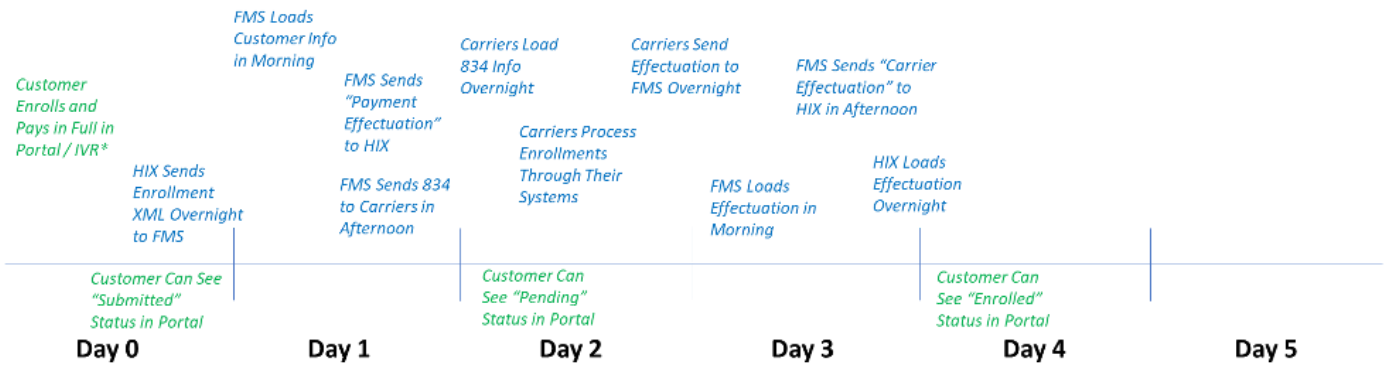 Customer
Enrolls and
Pays in Full in
Portal / IVR*
HIX Sends
Enrollment
XML Overnight
to FMS
FMS Loads
Customer Info
in Morning
FMS Sends
“Payment
Effectuation”
to HIX
FMS Sends 834
to Carriers in
Afternoon
Carriers Load
834 Info
Overnight
Carriers Process
Enrollments
Through Their
Systems
Carriers Send
Effectuation to
FMS Overnight
FMS Loads
Effectuation in
Morning
FMS Sends “Carrier
Effectuation” to
HIX in Afternoon
HIX Loads
Effectuation
Overnight
Customer Can See
“Submitted”
Status in Portal
Customer Can
See “Pending”
Status in Portal
Customer Can
See “Enrolled”
Status in Portal
Day 0
Day 1
Day 2
Day 3
Day 4
Day 5